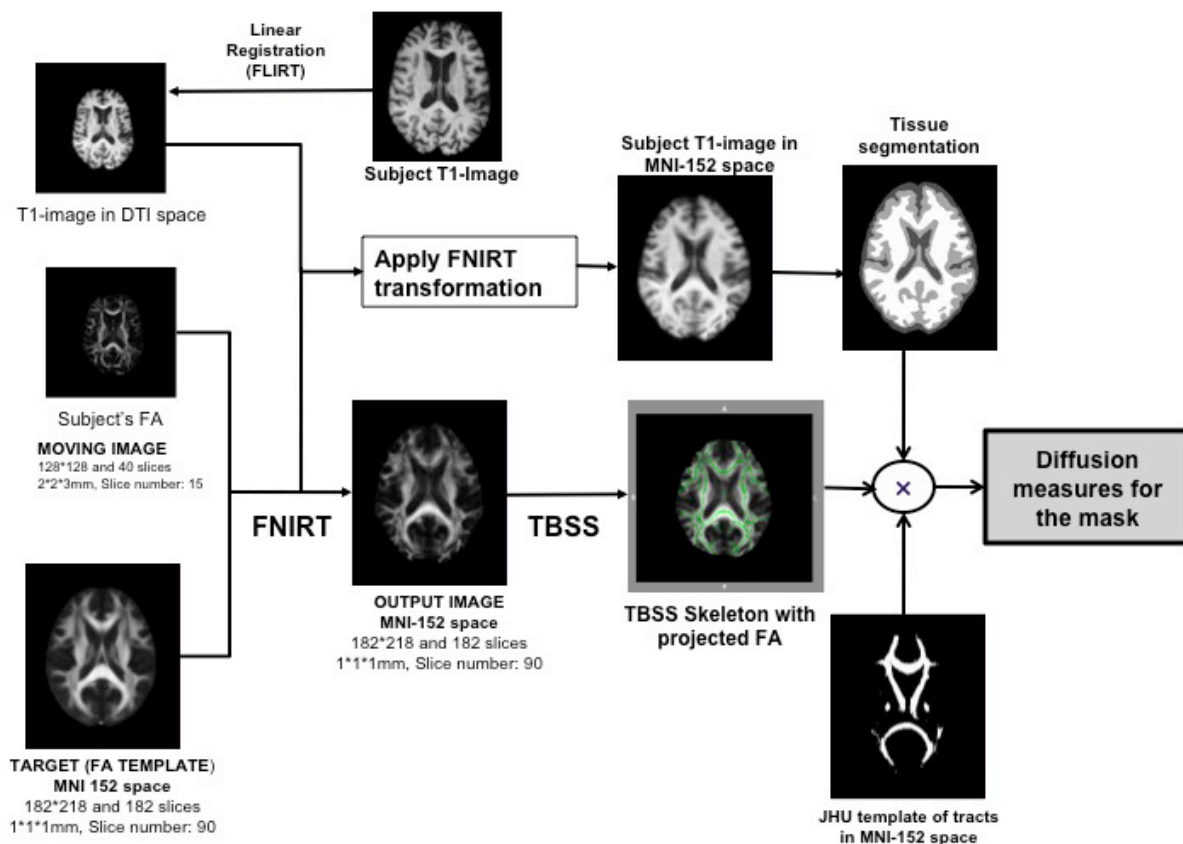 Linear
Registration
(FLIRT)
Subject T1-Image
T1-image in DTI space
Subject T1-image in
MNI-152 space
Tissue
segmentation
Apply FNIRT
transformation
Subject's FA
MOVING IMAGE
128*128 and 40 slices
2*2*3mm, Slice number: 15
FNIRT
TBSS
×
Diffusion
measures for
the mask
OUTPUT IMAGE
MNI-152 space
182*218 and 182 slices
1*1*1mm, Slice number: 90
TBSS Skeleton with
projected FA
TARGET (FA TEMPLATE)
MNI 152 space
182*218 and 182 slices
1*1*1mm, Slice number: 90
JHU template of tracts
in MNI-152 space